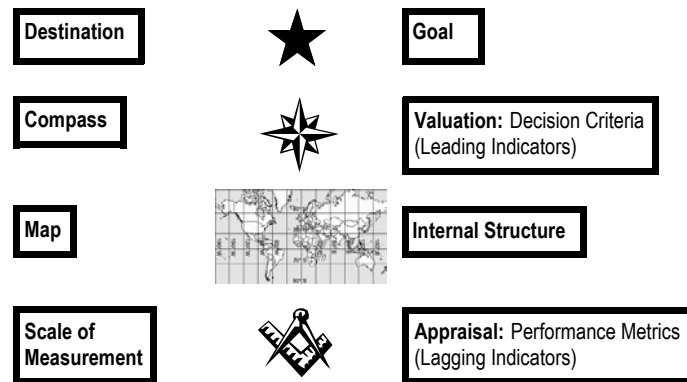 Destination
Goal
Compass
Valuation: Decision Criteria
(Leading Indicators)
Map
Internal Structure
Scale of
Measurement
Appraisal: Performance Metrics
(Lagging Indicators)